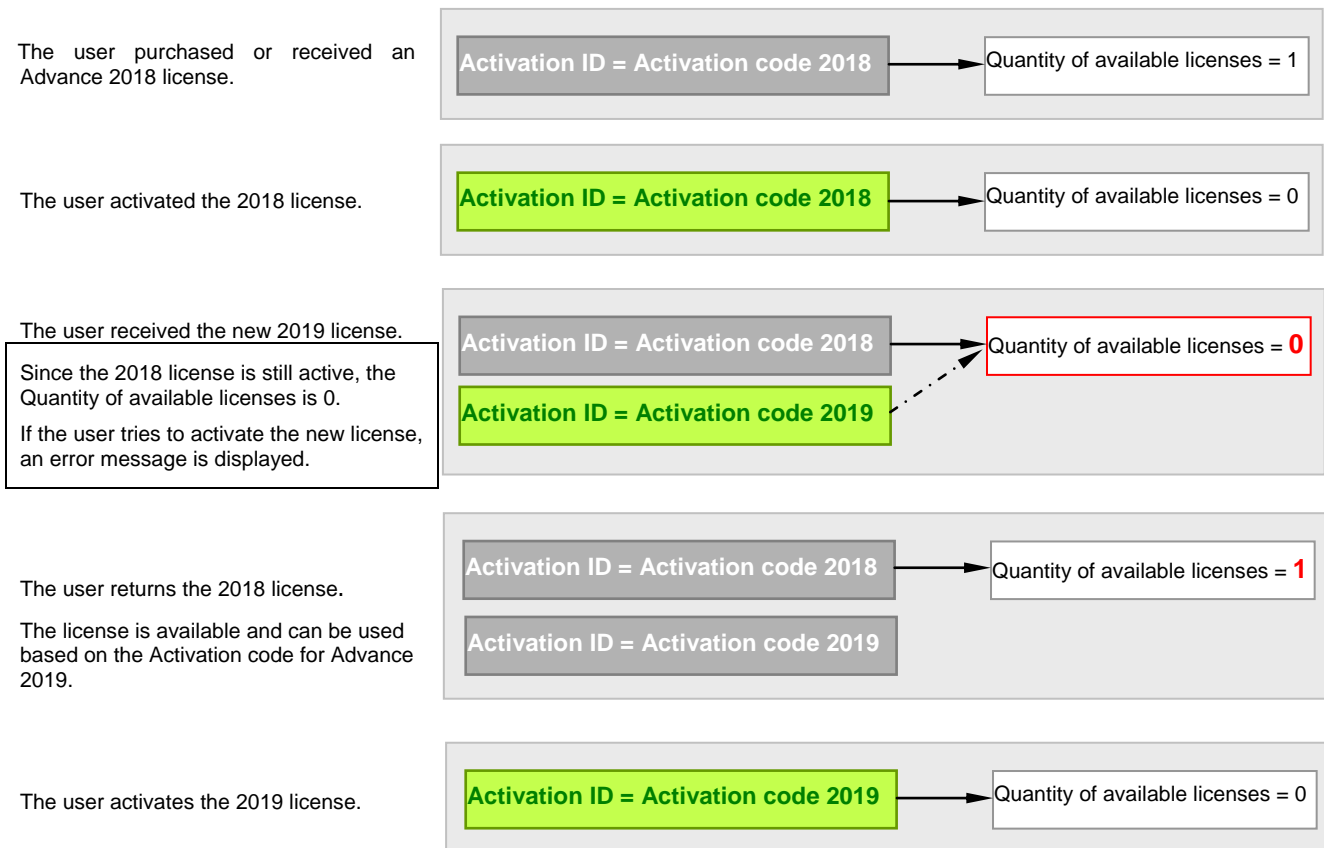 The user purchased or received an
Advance 2018 license.
Activation ID = Activation code 2018
Quantity of available licenses = 1
The user activated the 2018 license.
Activation ID = Activation code 2018
Quantity of available licenses = 0
The user received the new 2019 license.
Since the 2018 license is still active, the
Quantity of available licenses is 0.
If the user tries to activate the new license,
an error message is displayed.
Activation ID = Activation code 2018
Quantity of available licenses = 0
Activation ID = Activation code 2019
The user returns the 2018 license.
The license is available and can be used
based on the Activation code for Advance
2019.
Activation ID = Activation code 2018
Quantity of available licenses = 1
Activation ID = Activation code 2019
The user activates the 2019 license.
Activation ID = Activation code 2019
Quantity of available licenses = 0